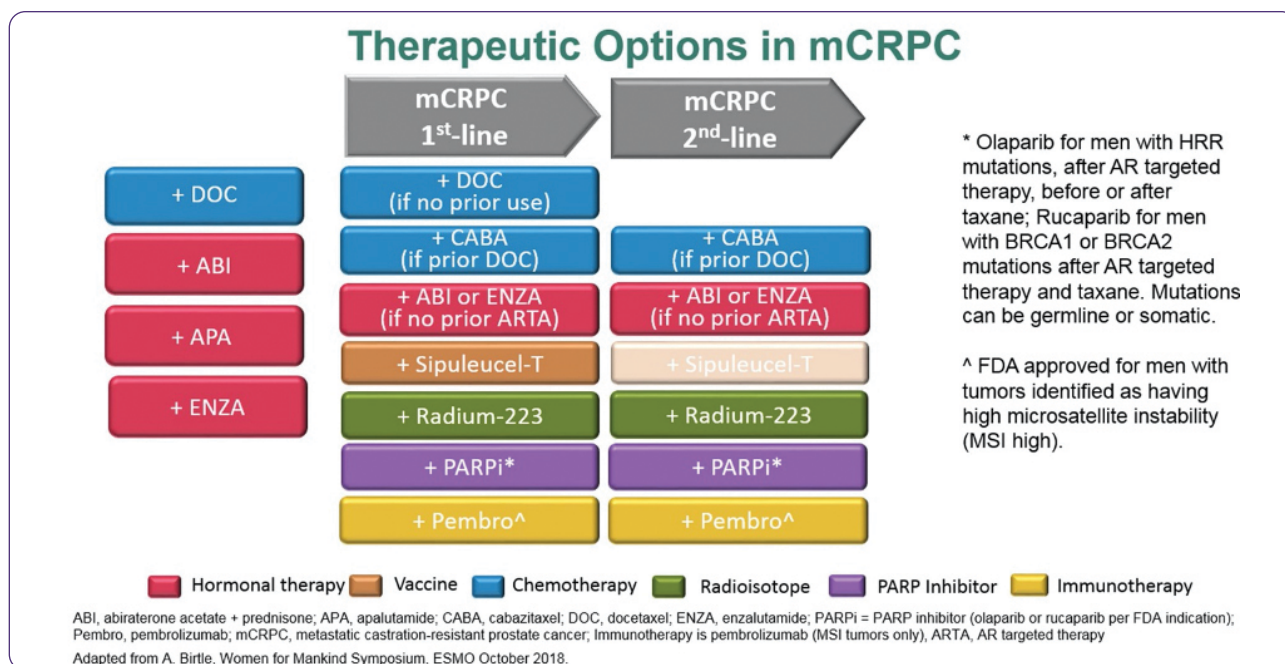 Therapeutic Options in mCRPC
mCRPC
1st-line
mCRPC
2nd-line
+ DOC
+ ABI
+ APA
+ ENZA
+ DOC
(if no prior use)
+ CABA
(if prior DOC)
+ ABI or ENZA
(if no prior ARTA)
+ Sipuleucel-T
+ Radium-223
+ PARPi*
+ Pembro^
+ CABA
(if prior DOC)
+ ABI or ENZA
(if no prior ARTA)
+ Sipuleucel-T
+ Radium-223
+ PARPi*
+ Pembro^
* Olaparib for men with HRR
mutations, after AR targeted
therapy, before or after
taxane; Rucaparib for men
with BRCA1 or BRCA2
mutations after AR targeted
therapy and taxane. Mutations
can be germline or somatic.
^ FDA approved for men with
tumors identified as having
high microsatellite instability
(MSI high).
Hormonal therapy Vaccine Chemotherapy Radioisotope PARP Inhibitor Immunotherapy
ABI, abiraterone acetate + prednisone; APA, apalutamide; CABA, cabazitaxel; DOC, docetaxel; ENZA, enzalutamide; PARPi = PARP inhibitor (olaparib or rucaparib per FDA indication);
Pembro, pembrolizumab; mCRPC, metastatic castration-resistant prostate cancer; Immunotherapy is pembrolizumab (MSI tumors only), ARTA, AR targeted therapy
Adapted from A. Birtle, Women for Mankind Symposium, ESMO October 2018.